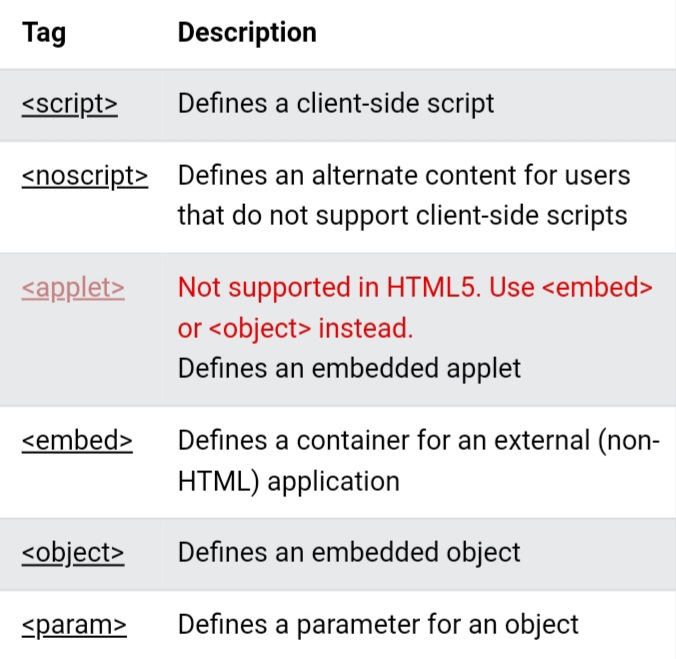 Tag Description
<script> Defines a client-side script
<noscript> Defines an alternate content for users
that do not support client-side scripts
<applet> Not supported in HTML5. Use <embed>
or <object> instead.
Defines an embedded applet
<embed> Defines a container for an external (non-
HTML) application
<object> Defines an embedded object
<param> Defines a parameter for an object